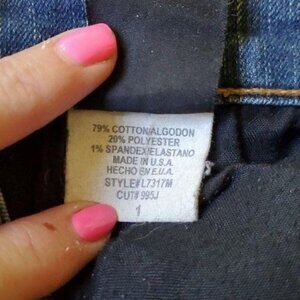 79% COTTON/ALGODON
20% POLYESTER
1% SPANDEX/ELASTANO
MADE IN U.S.A.
HECHO EN E.U.A.
STYLE#L7317M
CUT# 995J
1